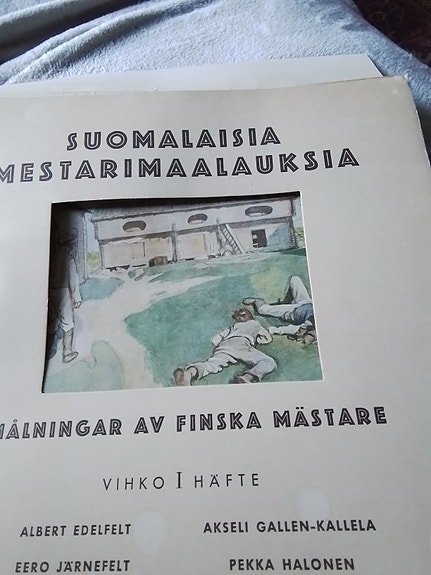 SUOMALAISIA
MESTARIMAALAUKSIA
MÅLNINGAR AV FINSKA MÄSTARE
VIHKO I HÄFTE
ALBERT EDELFELT
AKSELI GALLEN-KALLELA
EERO JÄRNEFELT
PEKKA HALONEN